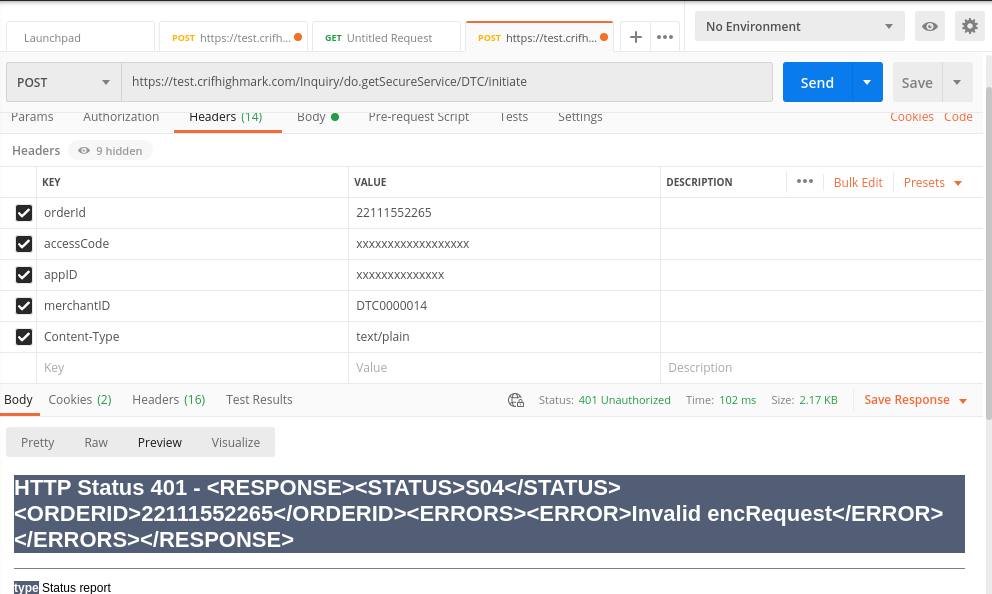 Launchpad
POST https://test.crifh...
GET Untitled Request
POST https://test.crifh...
+
•••
No Environment
POST
https://test.crifhighmark.com/Inquiry/do.getSecureService/DTC/initiate
Send
Save
Params Authorization Headers (14) Body Pre-request Script Tests Settings Cookies Code
Headers 9 hidden
KEY VALUE DESCRIPTION ••• Bulk Edit Presets
orderId 22111552265
accessCode xxxxxxxxxxxxxxxxxx
appID xxxxxxxxxxxxxx
merchantID DTC0000014
Content-Type text/plain
Key Value Description
Body Cookies (2) Headers (16) Test Results Status: 401 Unauthorized Time: 102 ms Size: 2.17 KB Save Response
Pretty Raw Preview Visualize
HTTP Status 401 - <RESPONSE><STATUS>S04</STATUS>
<ORDERID>22111552265</ORDERID><ERRORS><ERROR>Invalid encRequest</ERROR>
</ERRORS></RESPONSE>
type Status report